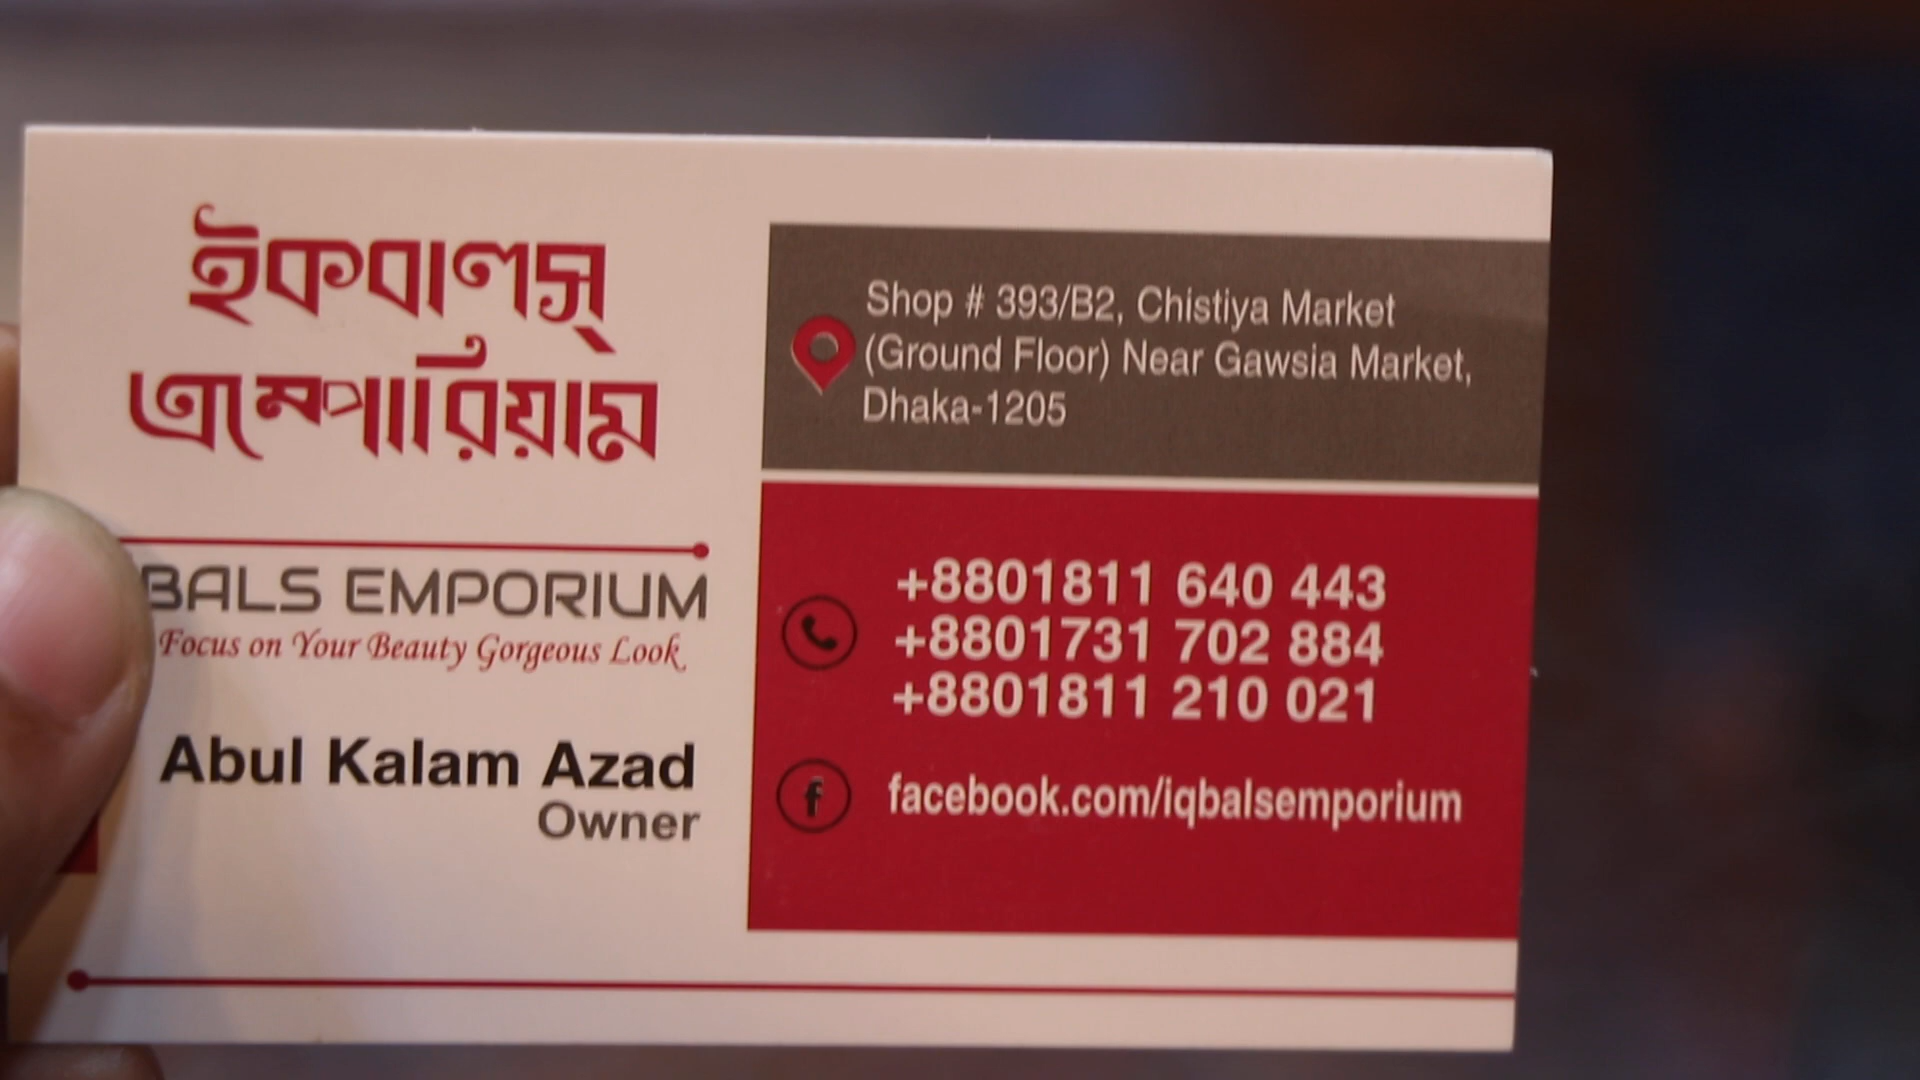 ইকবালস্
এম্পোরিয়াম
BALS EMPORIUM
Focus on Your Beauty Gorgeous Look
Abul Kalam Azad
Owner
Shop # 393/B2, Chistiya Market
(Ground Floor) Near Gawsia Market,
Dhaka-1205
+8801811 640 443
+8801731 702 884
+8801811 210 021
facebook.com/iqbalsemporium